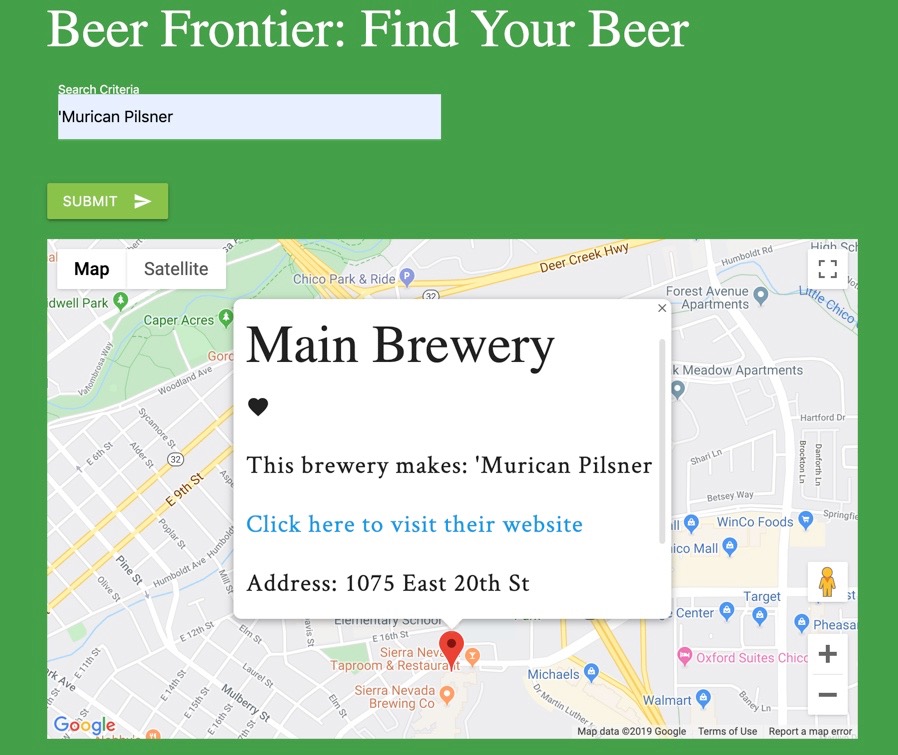 Beer Frontier: Find Your Beer
Search Criteria
'Murican Pilsner
SUBMIT
Map
Satellite
Deer Creek Hwy
Humboldt Rd
High Sch
Chico Park & Ride
P
32
Forest Avenue
Apartments
Little Chico
dwell Park
Caper Acres
Vallombrosa Way
Woodland Ave
Main Brewery
k Meadow Apartments
Hartford Dr
Sycamore St
E 6th St
Alder St
32
E 9th St
This brewery makes: 'Murican Pilsner
Shari Ln
Brockton Ln
Danforth Ln
Betsey Way
Poplar St
Click here to visit their website
WinCo Foods
Springfie
Pine St
Humboldt Ave
Mill St
ico Mall
Olive St
Address: 1075 East 20th St
Target
st
E 12th St
Elementary School
Center
Pheasa
E 11th St
E 16th St
Sierra Neva
Taproom & Restaurant
Oxford Suites Chico
E 14th St
Elm St
Michaels
E 15th St
Mulberry St
Sierra Nevada
Brewing Co
Dr Martin Luther
Walmart
Baney Ln
E 16th St
Elm St
Google
Map data ©2019 Google
Terms of Use
Report a map error